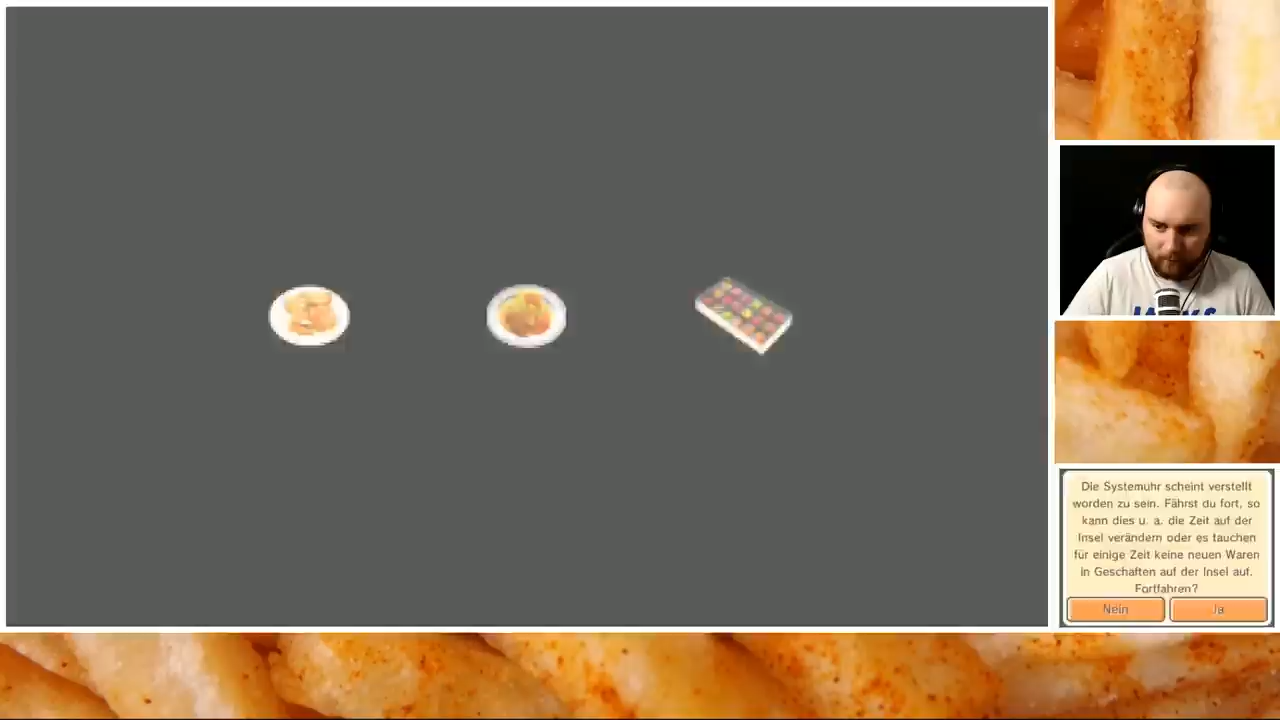 Die Systemuhr scheint verstellt
worden zu sein. Fährst du fort, so
kann dies u. a. die Zeit auf der
Insel verändern oder es tauchen
für einige Zeit keine neuen Waren
in Geschäften auf der Insel auf.
Fortfahren?
Nein
Ja